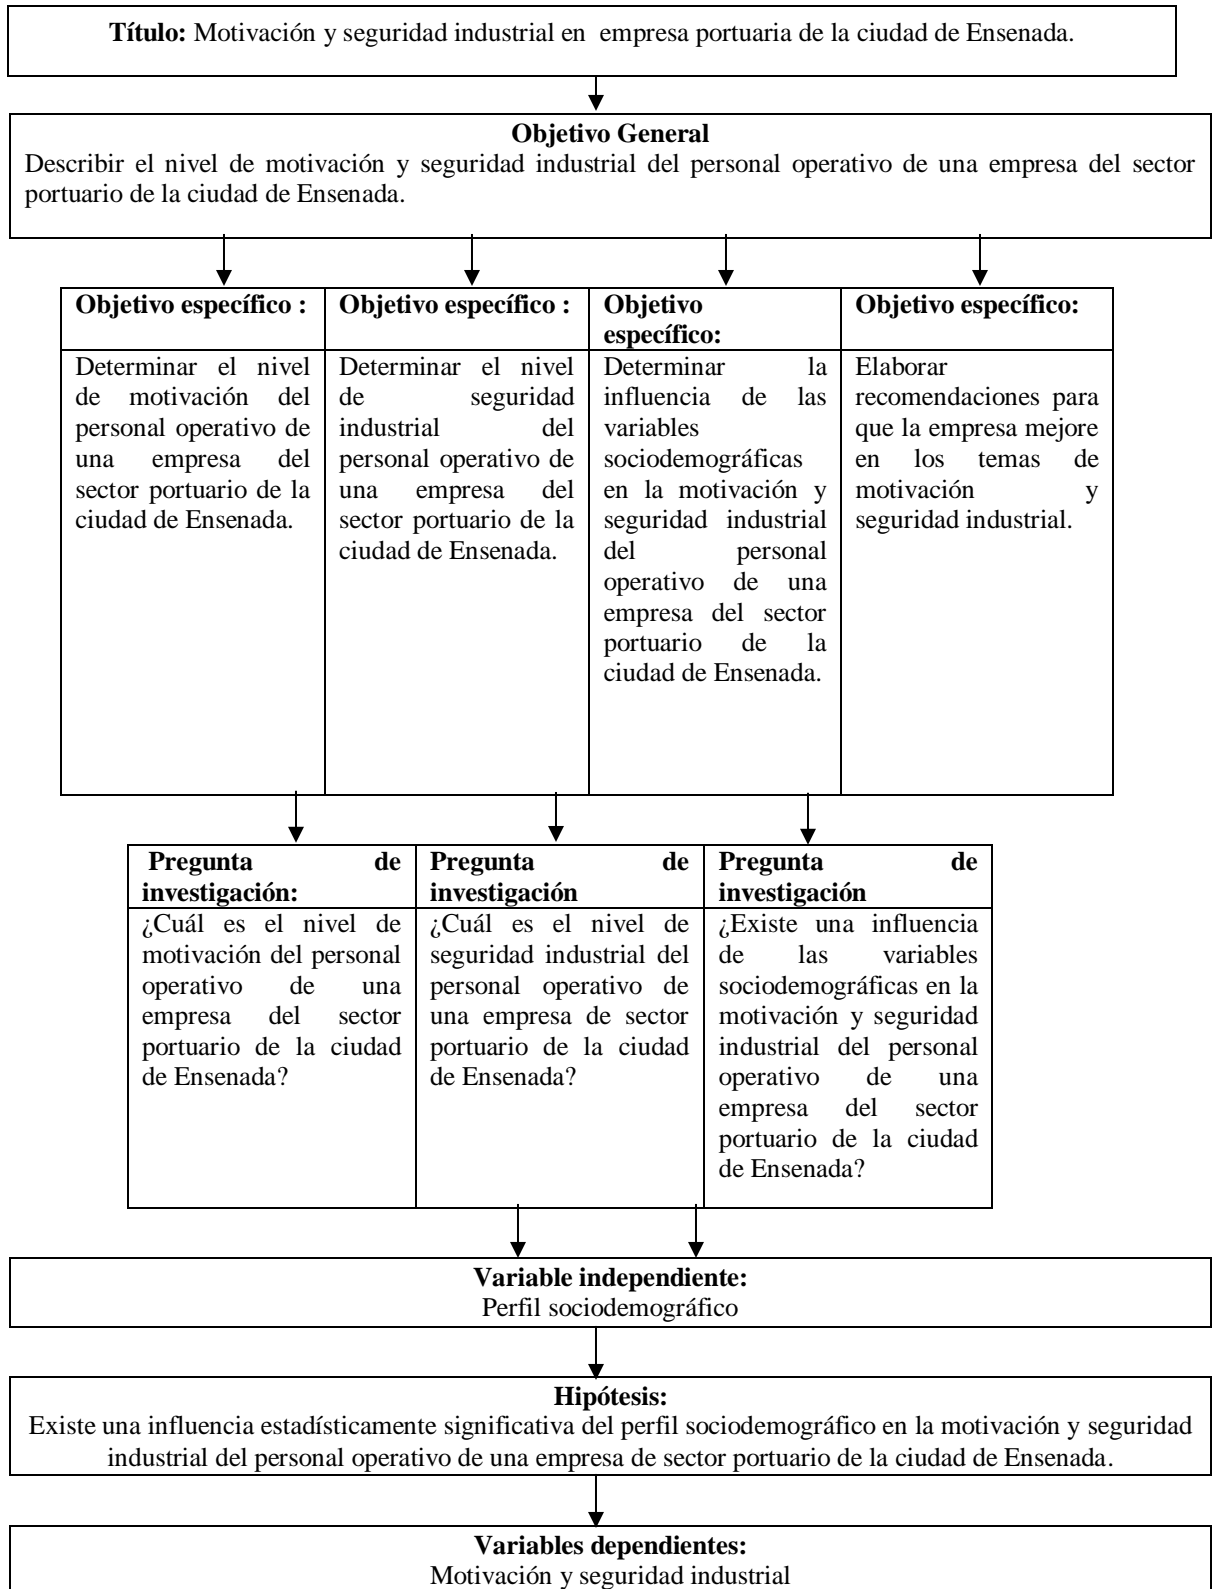 Título: Motivación y seguridad industrial en empresa portuaria de la ciudad de Ensenada.
Objetivo General
Describir el nivel de motivación y seguridad industrial del personal operativo de una empresa del sector
portuario de la ciudad de Ensenada.
Objetivo específico :
Determinar el nivel
de motivación del
personal operativo de
una empresa del
sector portuario de la
ciudad de Ensenada.
Objetivo específico :
Determinar el nivel
de seguridad
industrial del
personal operativo de
una empresa del
sector portuario de la
ciudad de Ensenada.
Objetivo
específico:
Determinar la
influencia de las
variables
sociodemográficas
en la motivación y
seguridad industrial
del personal
operativo de una
empresa del sector
portuario de la
ciudad de Ensenada.
Objetivo específico:
Elaborar
recomendaciones para
que la empresa mejore
en los temas de
motivación y
seguridad industrial.
Pregunta de
investigación:
¿Cuál es el nivel de
motivación del personal
operativo de una
empresa del sector
portuario de la ciudad
de Ensenada?
Pregunta de
investigación
¿Cuál es el nivel de
seguridad industrial del
personal operativo de
una empresa de sector
portuario de la ciudad
de Ensenada?
Pregunta de
investigación
¿Existe una influencia
de las variables
sociodemográficas en la
motivación y seguridad
industrial del personal
operativo de una
empresa del sector
portuario de la ciudad
de Ensenada?
Variable independiente:
Perfil sociodemográfico
Hipótesis:
Existe una influencia estadísticamente significativa del perfil sociodemográfico en la motivación y seguridad
industrial del personal operativo de una empresa de sector portuario de la ciudad de Ensenada.
Variables dependientes:
Motivación y seguridad industrial